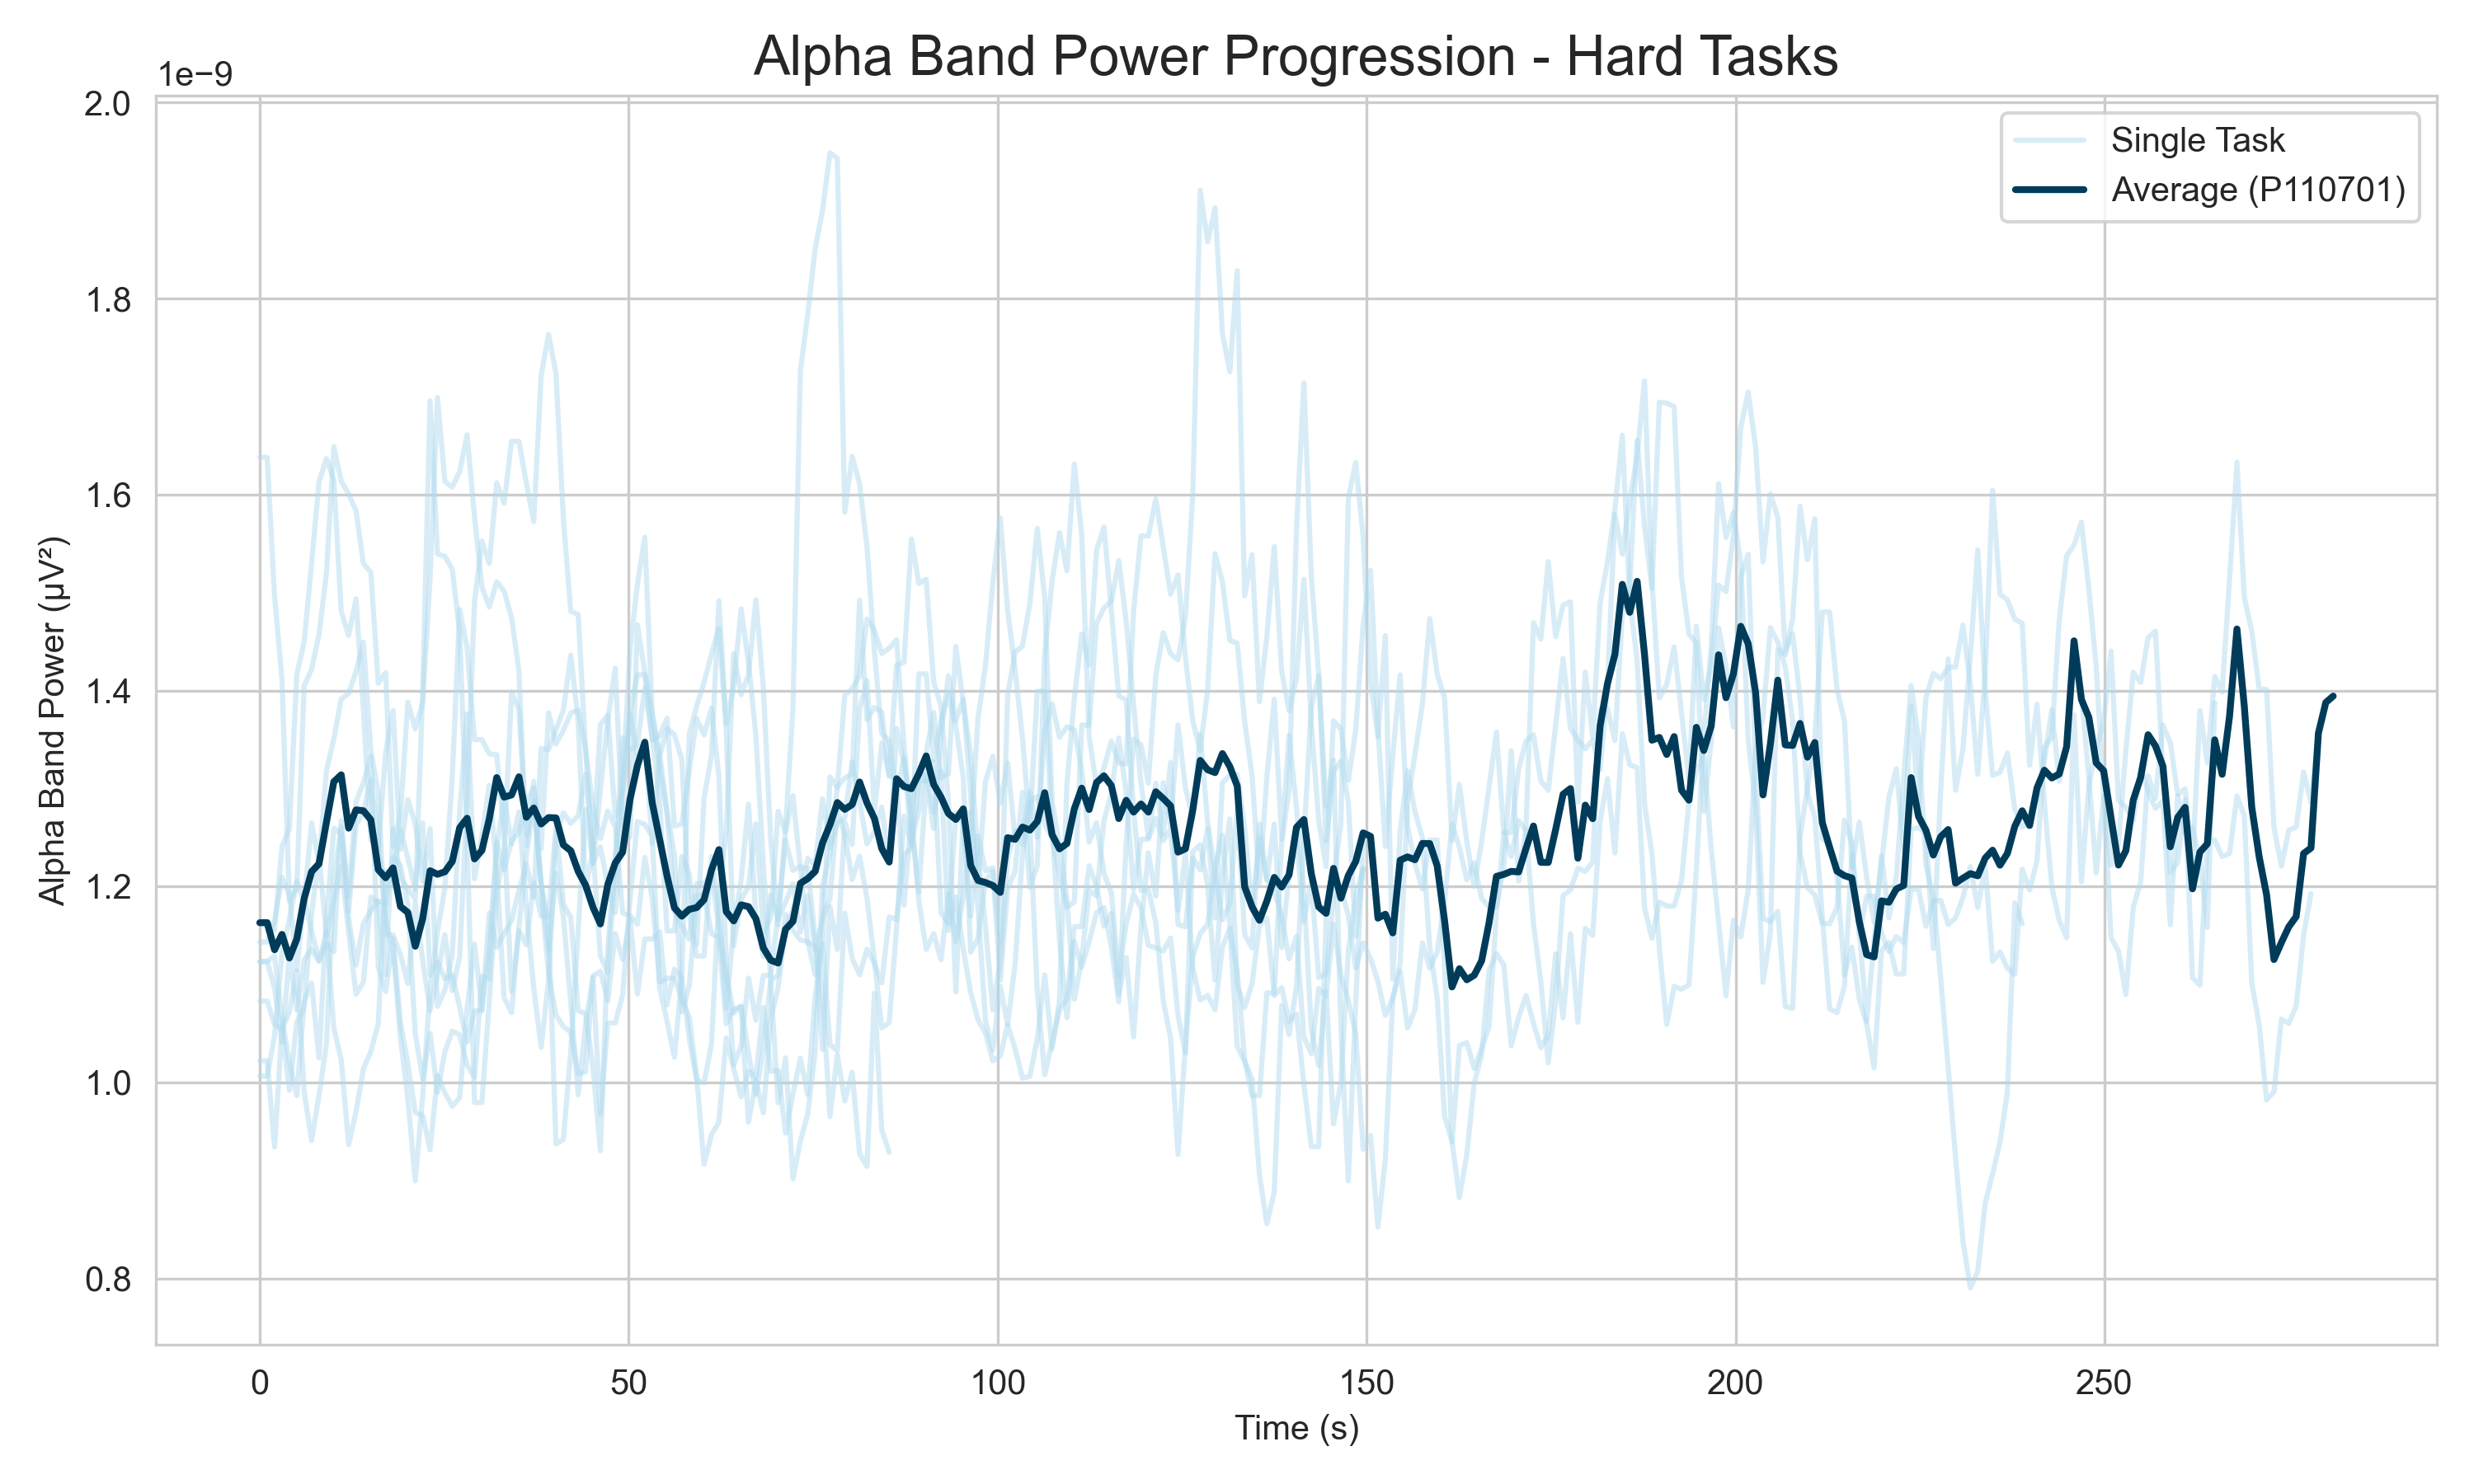 Alpha Band Power Progression - Hard Tasks
1e−9
2.0
1.8
1.6
1.4
1.2
1.0
0.8
Alpha Band Power (µV²)
Single Task
Average (P110701)
0 50 100 150 200 250
Time (s)